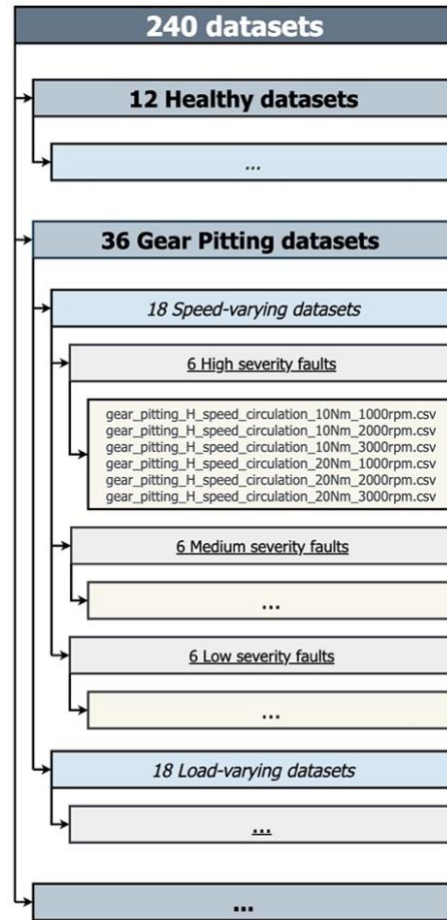 240 datasets
12 Healthy datasets
...
36 Gear Pitting datasets
18 Speed-varying datasets
6 High severity faults
gear_pitting_H_speed_circulation_10Nm_1000rpm.csv
gear_pitting_H_speed_circulation_10Nm_2000rpm.csv
gear_pitting_H_speed_circulation_10Nm_3000rpm.csv
gear_pitting_H_speed_circulation_20Nm_1000rpm.csv
gear_pitting_H_speed_circulation_20Nm_2000rpm.csv
gear_pitting_H_speed_circulation_20Nm_3000rpm.csv
6 Medium severity faults
...
6 Low severity faults
...
18 Load-varying datasets
...
...